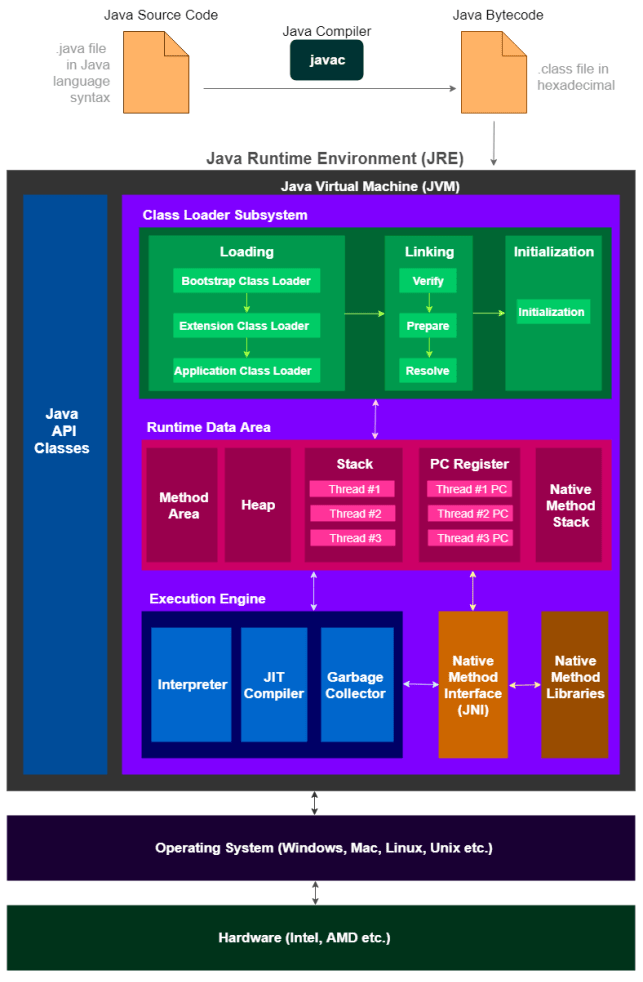 Java Source Code
Java Compiler
Java Bytecode
.java file
in Java
language
syntax
javac
.class file in
hexadecimal
Java Runtime Environment (JRE)
Java Virtual Machine (JVM)
Java
API
Classes
Class Loader Subsystem
Loading
Bootstrap Class Loader
Extension Class Loader
Application Class Loader
Linking
Verify
Prepare
Resolve
Initialization
Initialization
Runtime Data Area
Method
Area
Heap
Stack
Thread #1
Thread #2
Thread #3
PC Register
Thread #1 PC
Thread #2 PC
Thread #3 PC
Native
Method
Stack
Execution Engine
Interpreter
JIT
Compiler
Garbage
Collector
Native
Method
Interface
(JNI)
Native
Method
Libraries
Operating System (Windows, Mac, Linux, Unix etc.)
Hardware (Intel, AMD etc.)